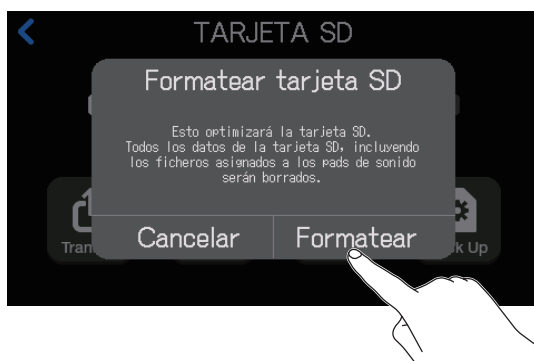 TARJETA SD
Formatear tarjeta SD
Esto optimizará la tarjeta SD.
Todos los datos de la tarjeta SD, incluyendo
los ficheros asignados a los pads de sonido
serán borrados.
Cancelar Formatear
Tran
k Up